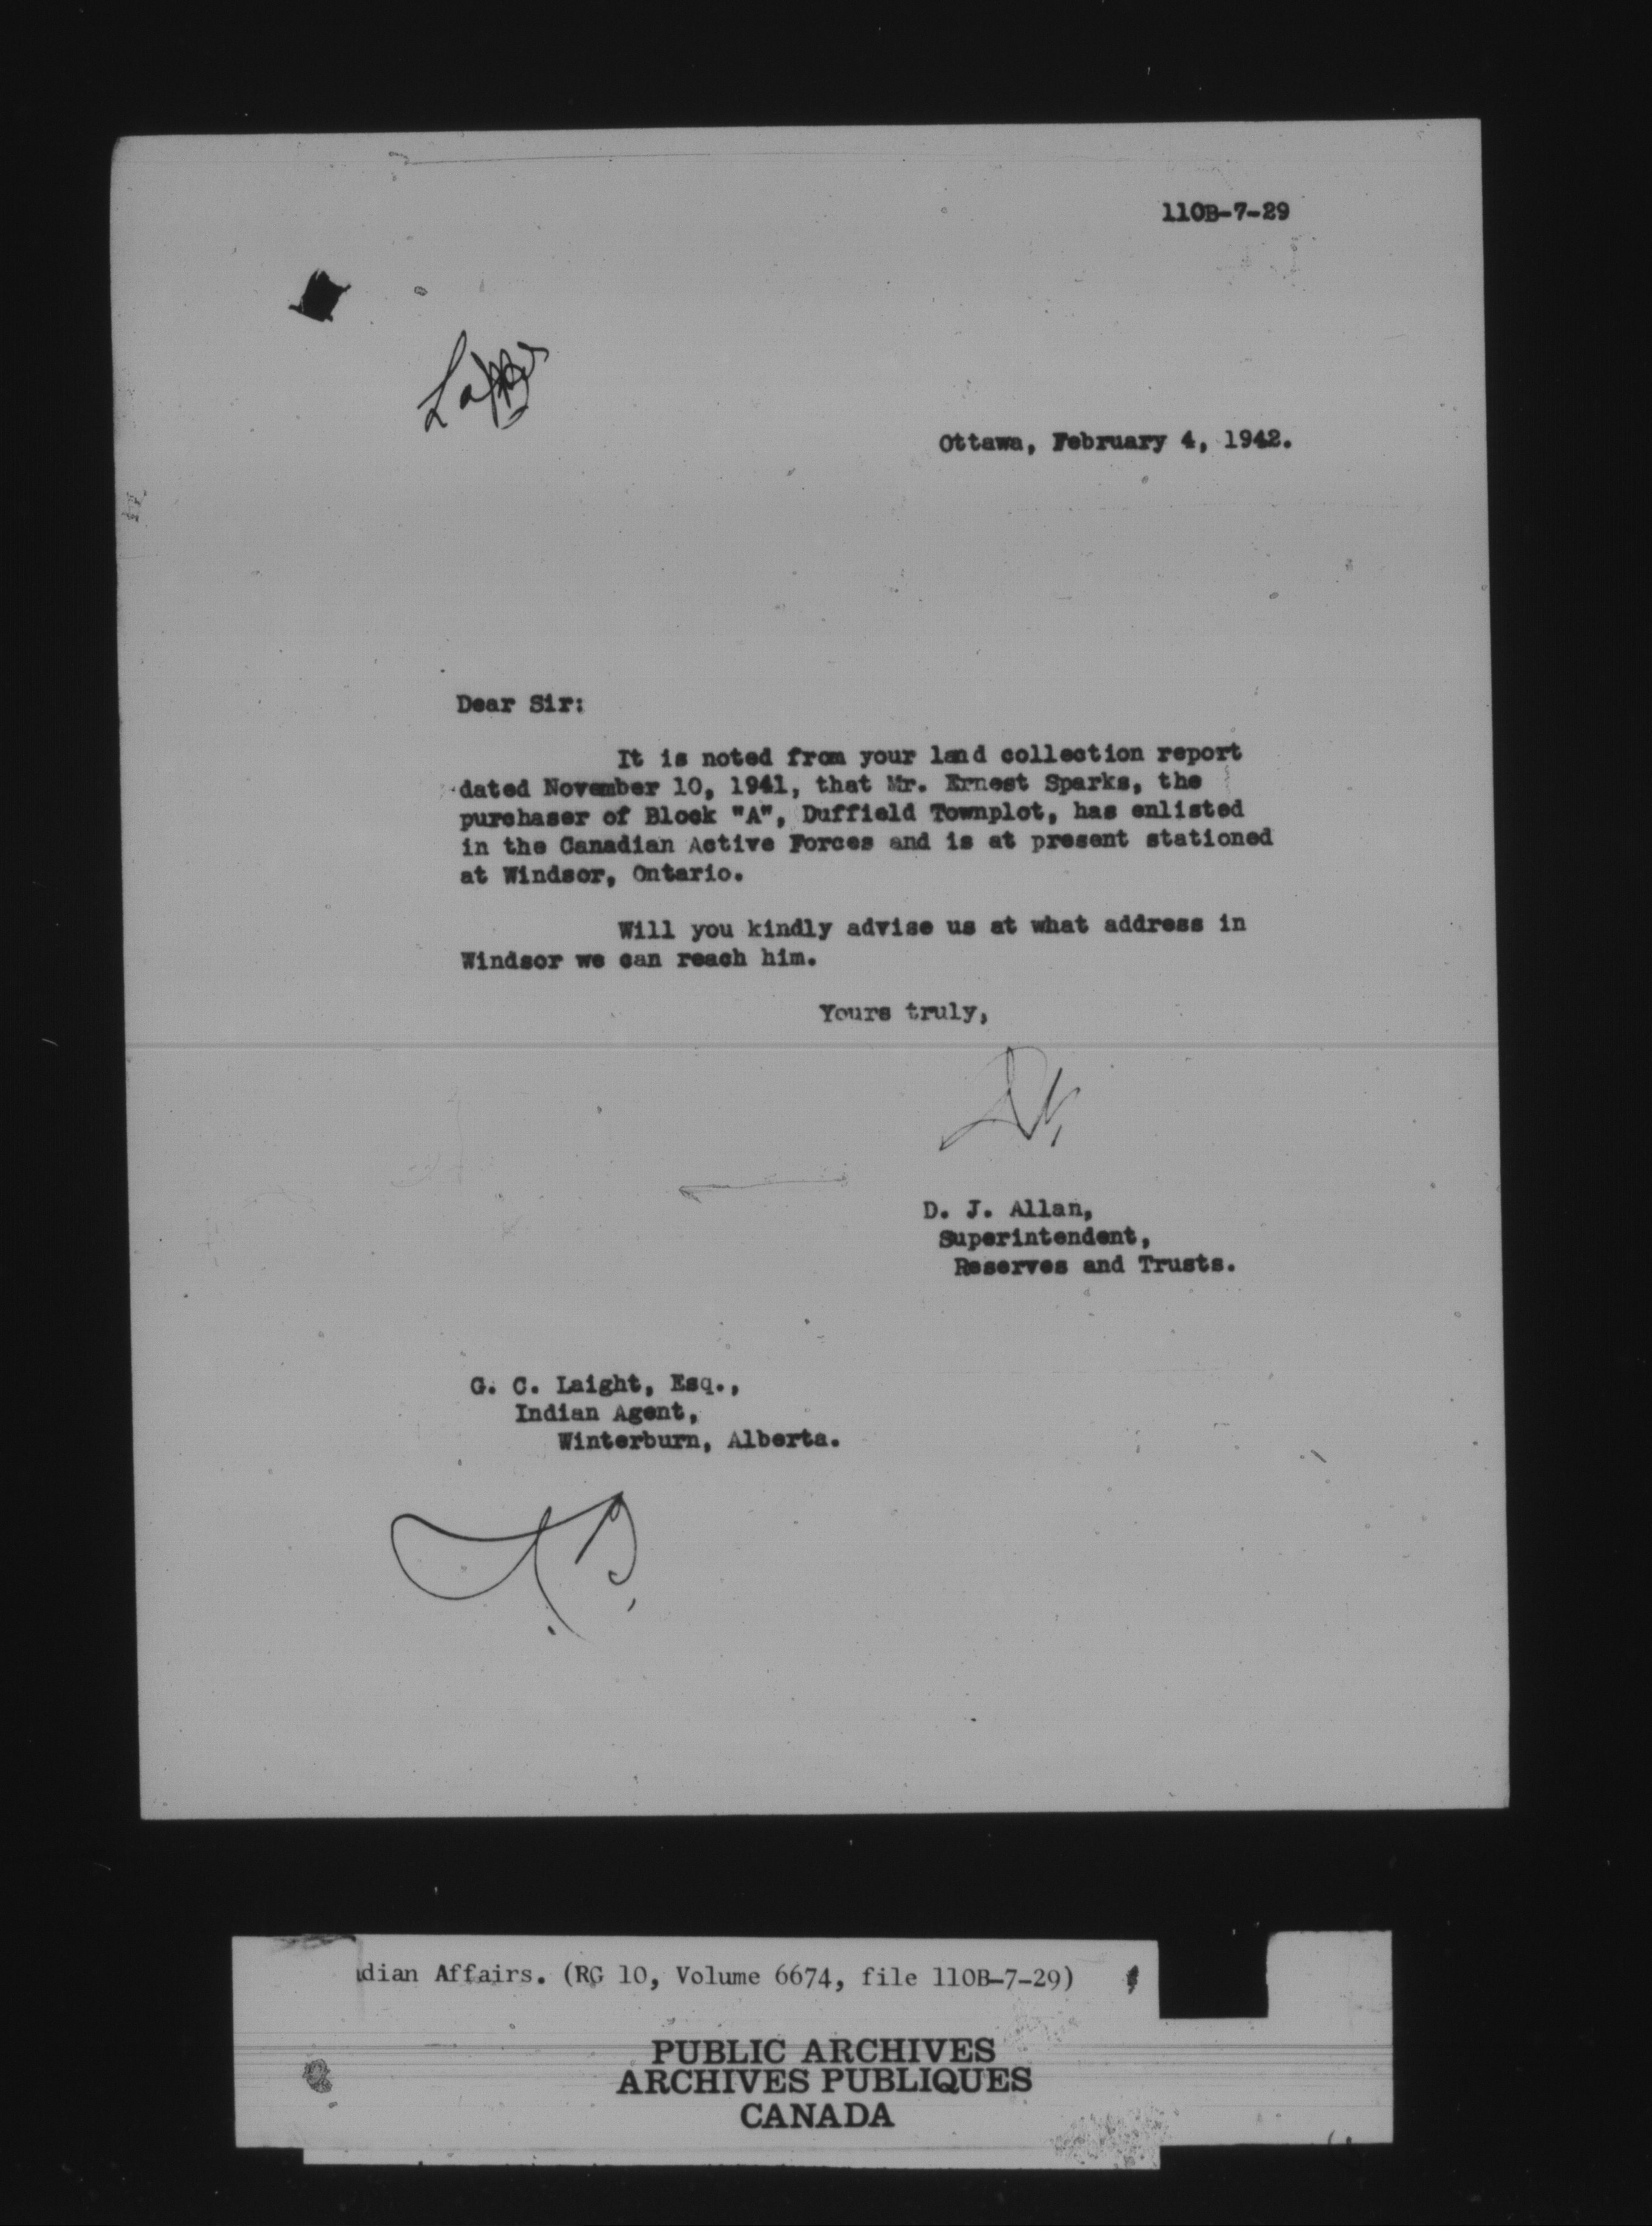 110B-7-29
Ottawa, February 4, 1942.
Dear Sir:
It is noted from your land collection report
dated November 10, 1941, that Mr. Ernest Sparks, the
purchaser of Block "A", Duffield Townplot, has enlisted
in the Canadian Active Forces and is at present stationed
at Windsor, Ontario.
Will you kindly advise us at what address in
Windsor we can reach him.
Yours truly,
D. J. Allan,
Superintendent,
Reserves and Trusts.
G. C. Laight, Esq.,
Indian Agent,
Winterburn, Alberta.
dian Affairs. (RG 10, Volume 6674, file 110B-7-29)
PUBLIC ARCHIVES
ARCHIVES PUBLIQUES
CANADA